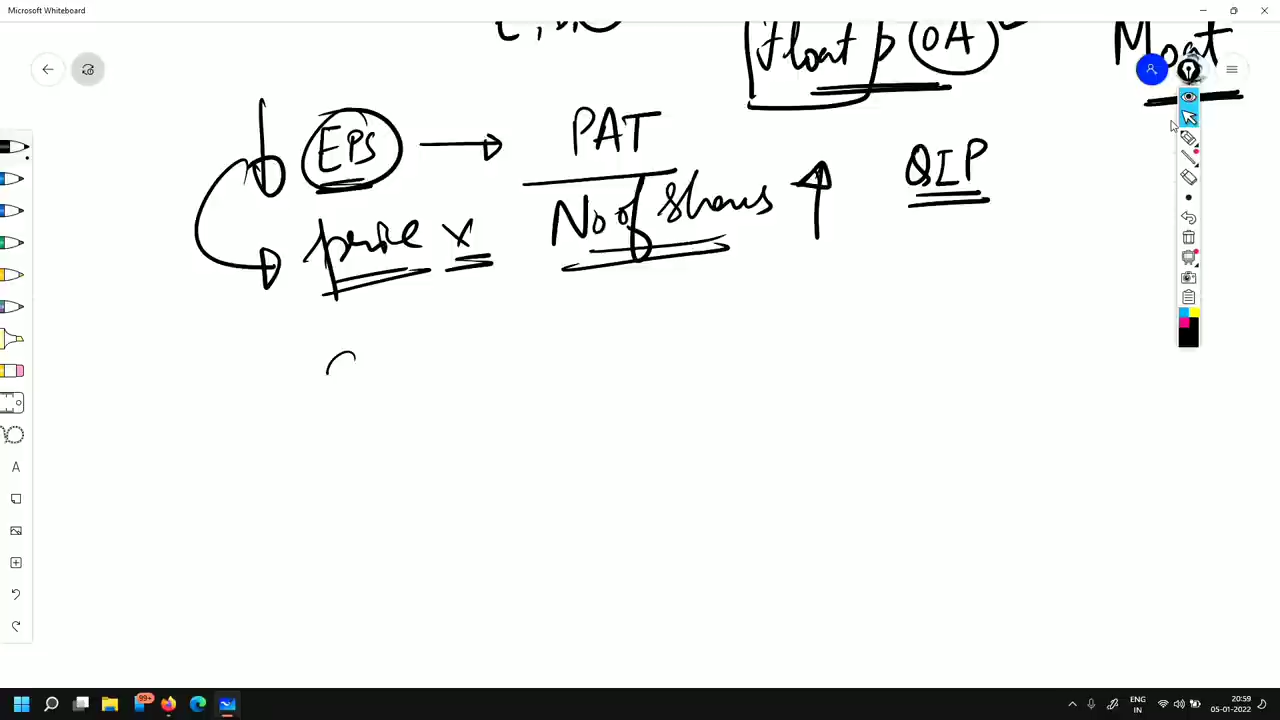 Microsoft Whiteboard
Float OA Moat
EPS → PAT
QIP
price x No of shares
A
99+
ENG
IN
20:59
05-01-2022